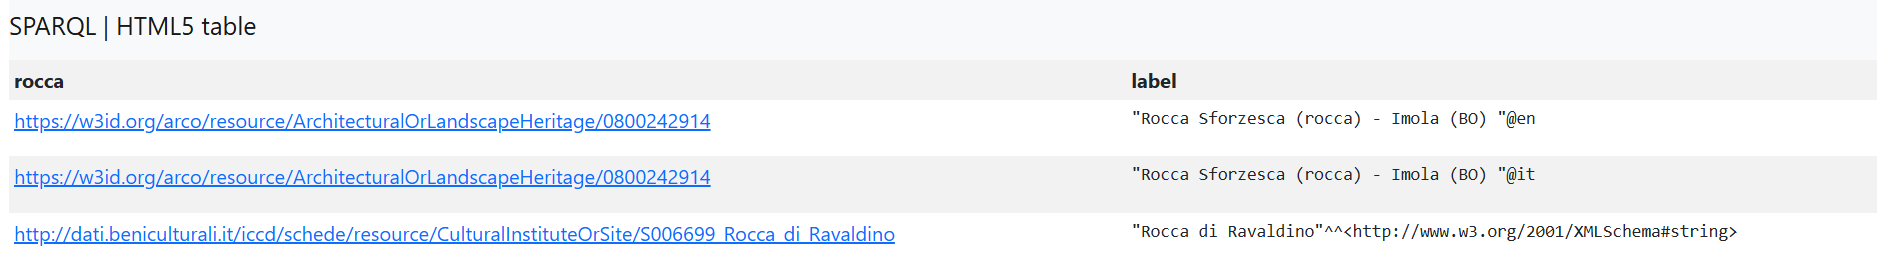 SPARQL | HTML5 table
rocca label
https://w3id.org/arco/resource/ArchitecturalOrLandscapeHeritage/0800242914 "Rocca Sforzesca (rocca) - Imola (BO) "@en
https://w3id.org/arco/resource/ArchitecturalOrLandscapeHeritage/0800242914 "Rocca Sforzesca (rocca) - Imola (BO) "@it
http://dati.beniculturali.it/iccd/schede/resource/CulturalInstituteOrSite/S006699_Rocca_di_Ravaldino "Rocca di Ravaldino"^^<http://www.w3.org/2001/XMLSchema#string>